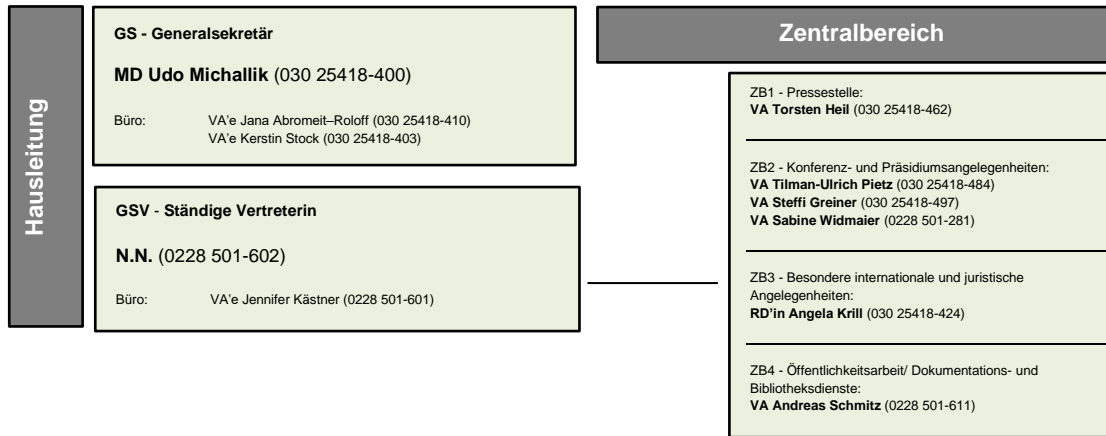 Hausleitung
GS - Generalsekretär
MD Udo Michallik (030 25418-400)
Büro: VA'e Jana Abromeit–Roloff (030 25418-410)
VA'e Kerstin Stock (030 25418-403)
GSV - Ständige Vertreterin
N.N. (0228 501-602)
Büro: VA'e Jennifer Kästner (0228 501-601)
Zentralbereich
ZB1 - Pressestelle:
VA Torsten Heil (030 25418-462)
ZB2 - Konferenz- und Präsidiumsangelegenheiten:
VA Tilman-Ulrich Pietz (030 25418-484)
VA Steffi Greiner (030 25418-497)
VA Sabine Widmaier (0228 501-281)
ZB3 - Besondere internationale und juristische
Angelegenheiten:
RD'in Angela Krill (030 25418-424)
ZB4 - Öffentlichkeitsarbeit/ Dokumentations- und
Bibliotheksdienste:
VA Andreas Schmitz (0228 501-611)